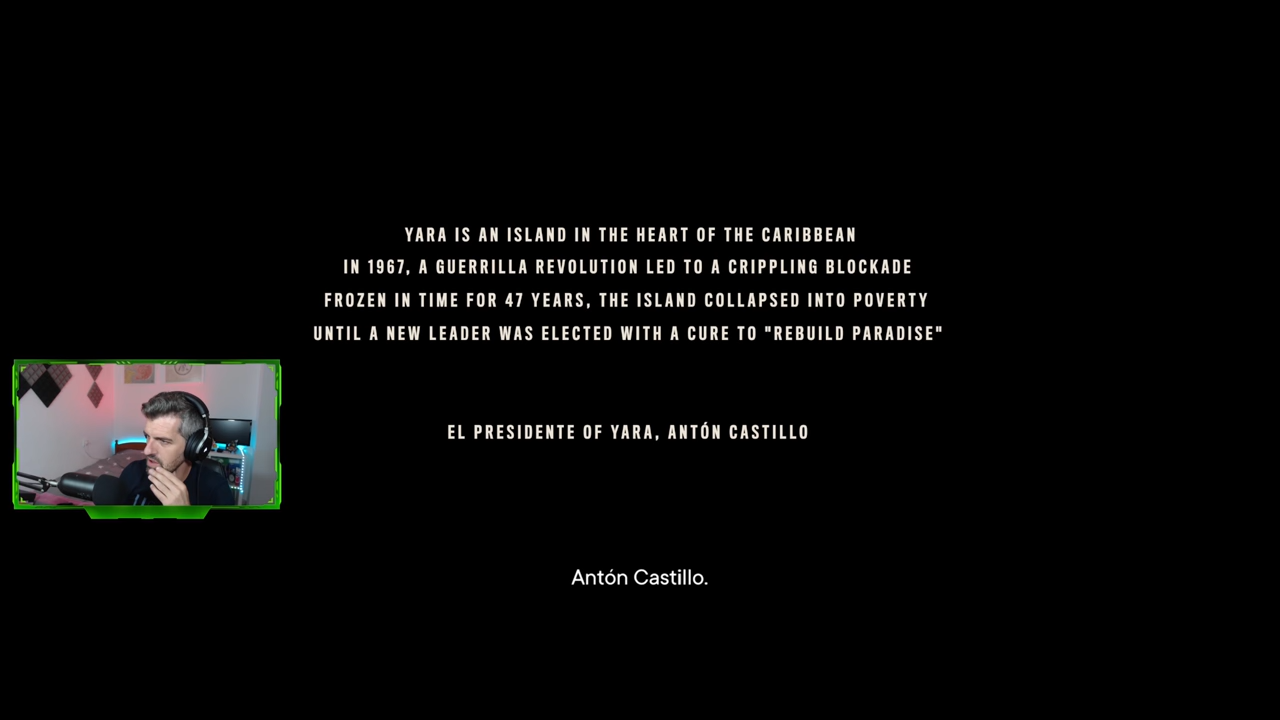 YARA IS AN ISLAND IN THE HEART OF THE CARIBBEAN
IN 1967, A GUERRILLA REVOLUTION LED TO A CRIPPLING BLOCKADE
FROZEN IN TIME FOR 47 YEARS, THE ISLAND COLLAPSED INTO POVERTY
UNTIL A NEW LEADER WAS ELECTED WITH A CURE TO "REBUILD PARADISE"
EL PRESIDENTE OF YARA, ANTÓN CASTILLO
Antón Castillo.